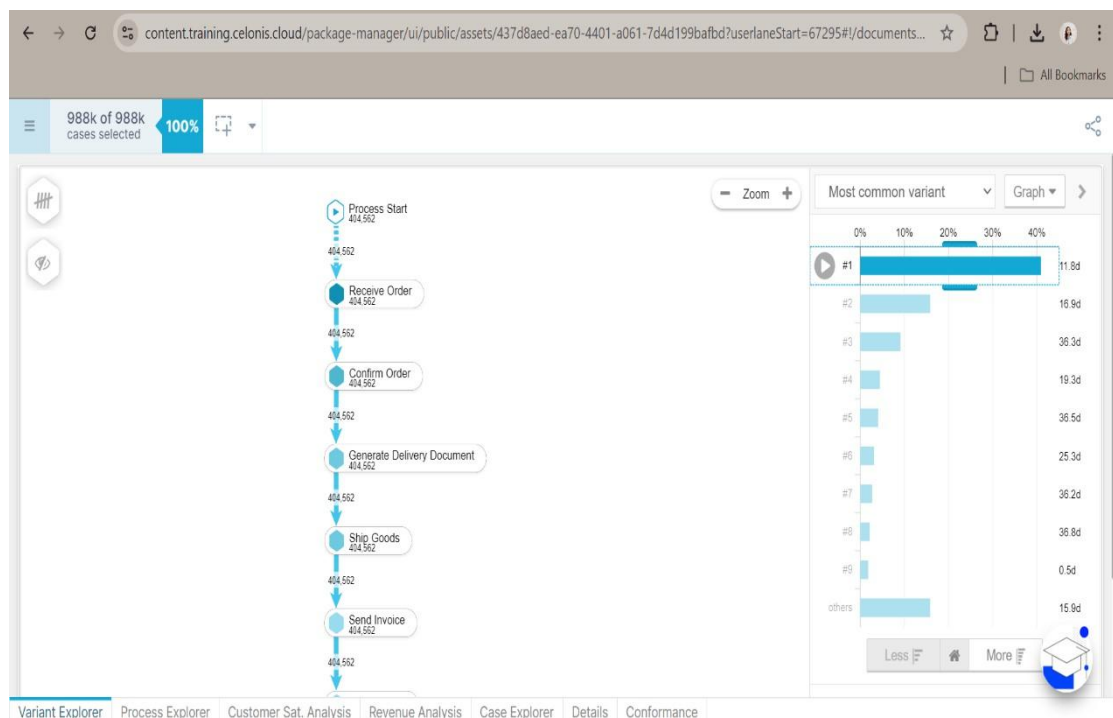 content.training.celonis.cloud/package-manager/ui/public/assets/437d8aed-ea70-4401-a061-7d4d199bafbd?userlaneStart=67295#!/documents...
All Bookmarks
988k of 988k
cases selected
100%
Process Start
404,562
404,562
Receive Order
404,562
404,562
Confirm Order
404,562
404,562
Generate Delivery Document
404,562
404,562
Ship Goods
404,562
404,562
Send Invoice
404,562
404,562
Zoom
Most common variant
Graph
0% 10% 20% 30% 40%
#1 11.8d
#2 16.9d
#3 36.3d
#4 19.3d
#5 36.5d
#6 25.3d
#7 36.2d
#8 36.8d
#9 0.5d
others 15.9d
Less More
Variant Explorer Process Explorer Customer Sat. Analysis Revenue Analysis Case Explorer Details Conformance